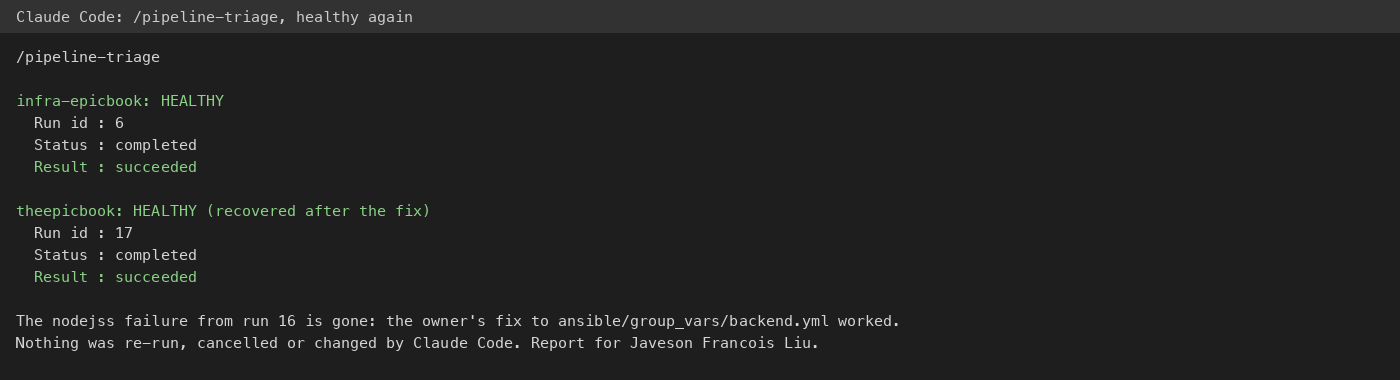 Claude Code: /pipeline-triage, healthy again
/pipeline-triage
infra-epicbook: HEALTHY
Run id : 6
Status : completed
Result : succeeded
theepicbook: HEALTHY (recovered after the fix)
Run id : 17
Status : completed
Result : succeeded
The nodejss failure from run 16 is gone: the owner's fix to ansible/group_vars/backend.yml worked.
Nothing was re-run, cancelled or changed by Claude Code. Report for Javeson Francois Liu.